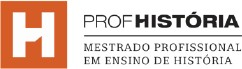 H PROFHISTÓRIA
MESTRADO PROFISSIONAL
EM ENSINO DE HISTÓRIA